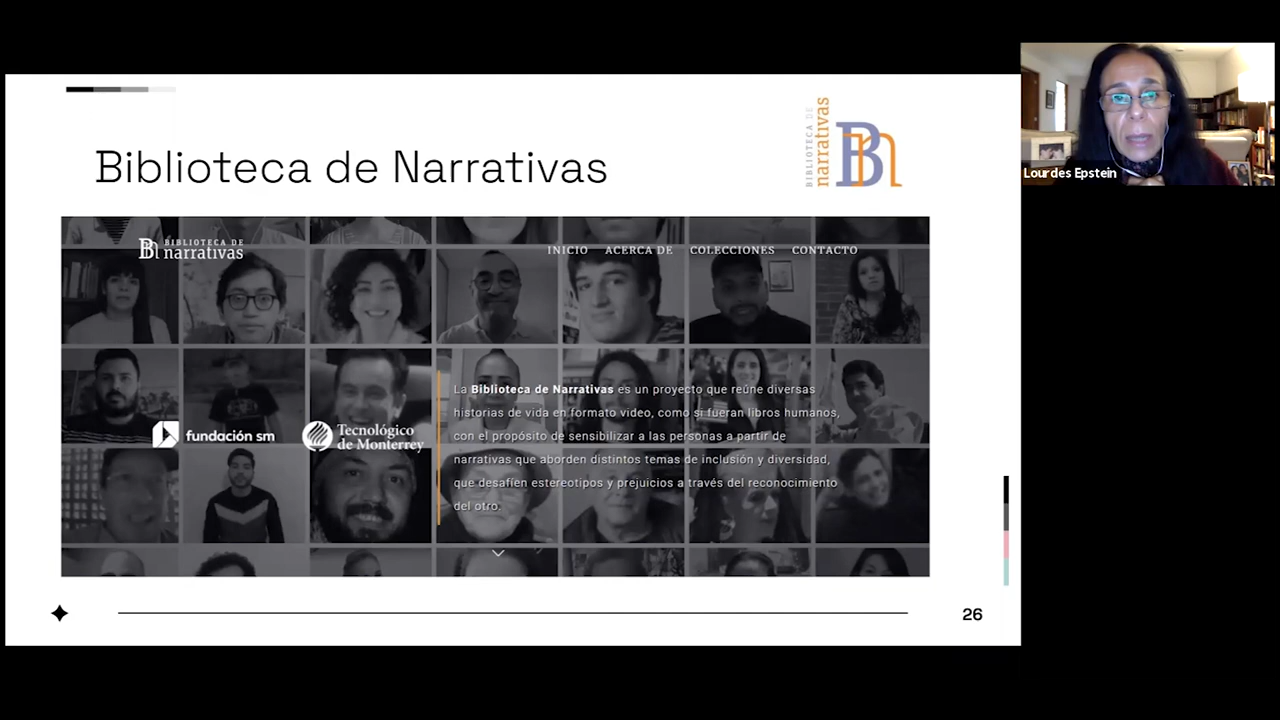 Biblioteca de Narrativas
BIBLIOTECA DE
narrativas
Bn
Bn
BIBLIOTECA DE
narrativas
INICIO ACERCA DE COLECCIONES CONTACTO
La Biblioteca de Narrativas es un proyecto que reúne diversas
historias de vida en formato video, como si fueran libros humanos,
con el propósito de sensibilizar a las personas a partir de
narrativas que aborden distintos temas de inclusión y diversidad,
que desafíen estereotipos y prejuicios a través del reconocimiento
del otro.
fundación sm
Tecnológico
de Monterrey
26
Lourdes Epstein